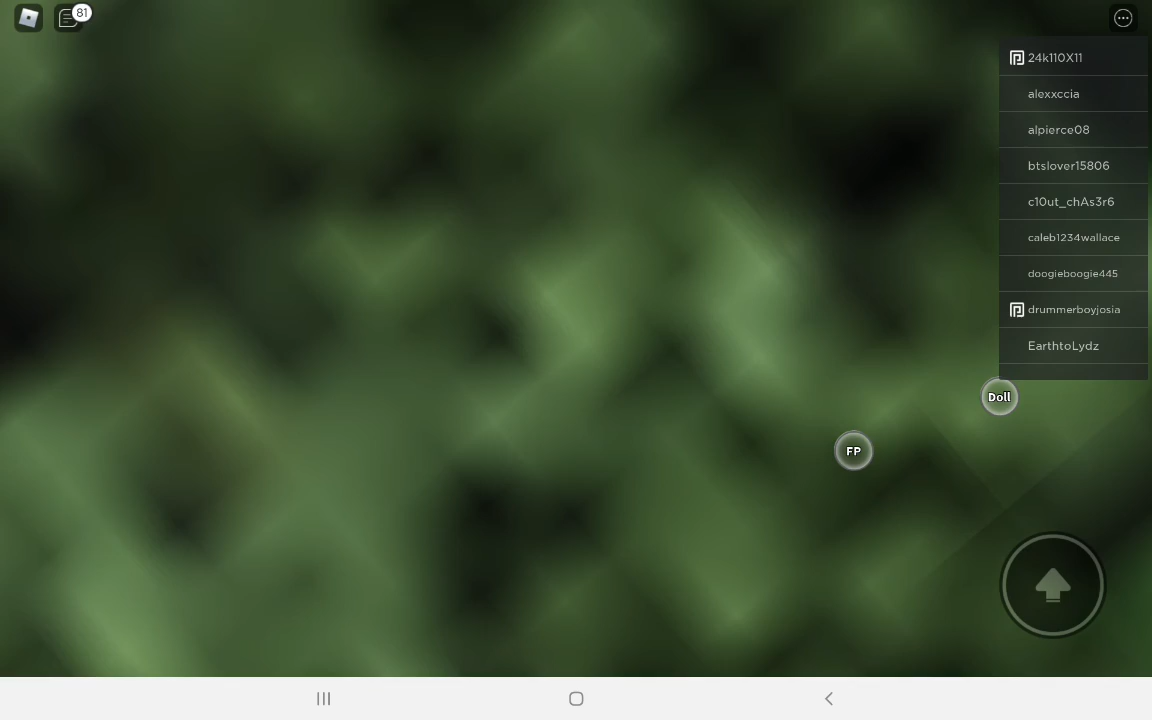 81
24k110X11
alexxccia
alpierce08
btslover15806
c10ut_chAs3r6
caleb1234wallace
doogieboogie445
drummerboyjosia
EarthtoLydz
Doll
FP